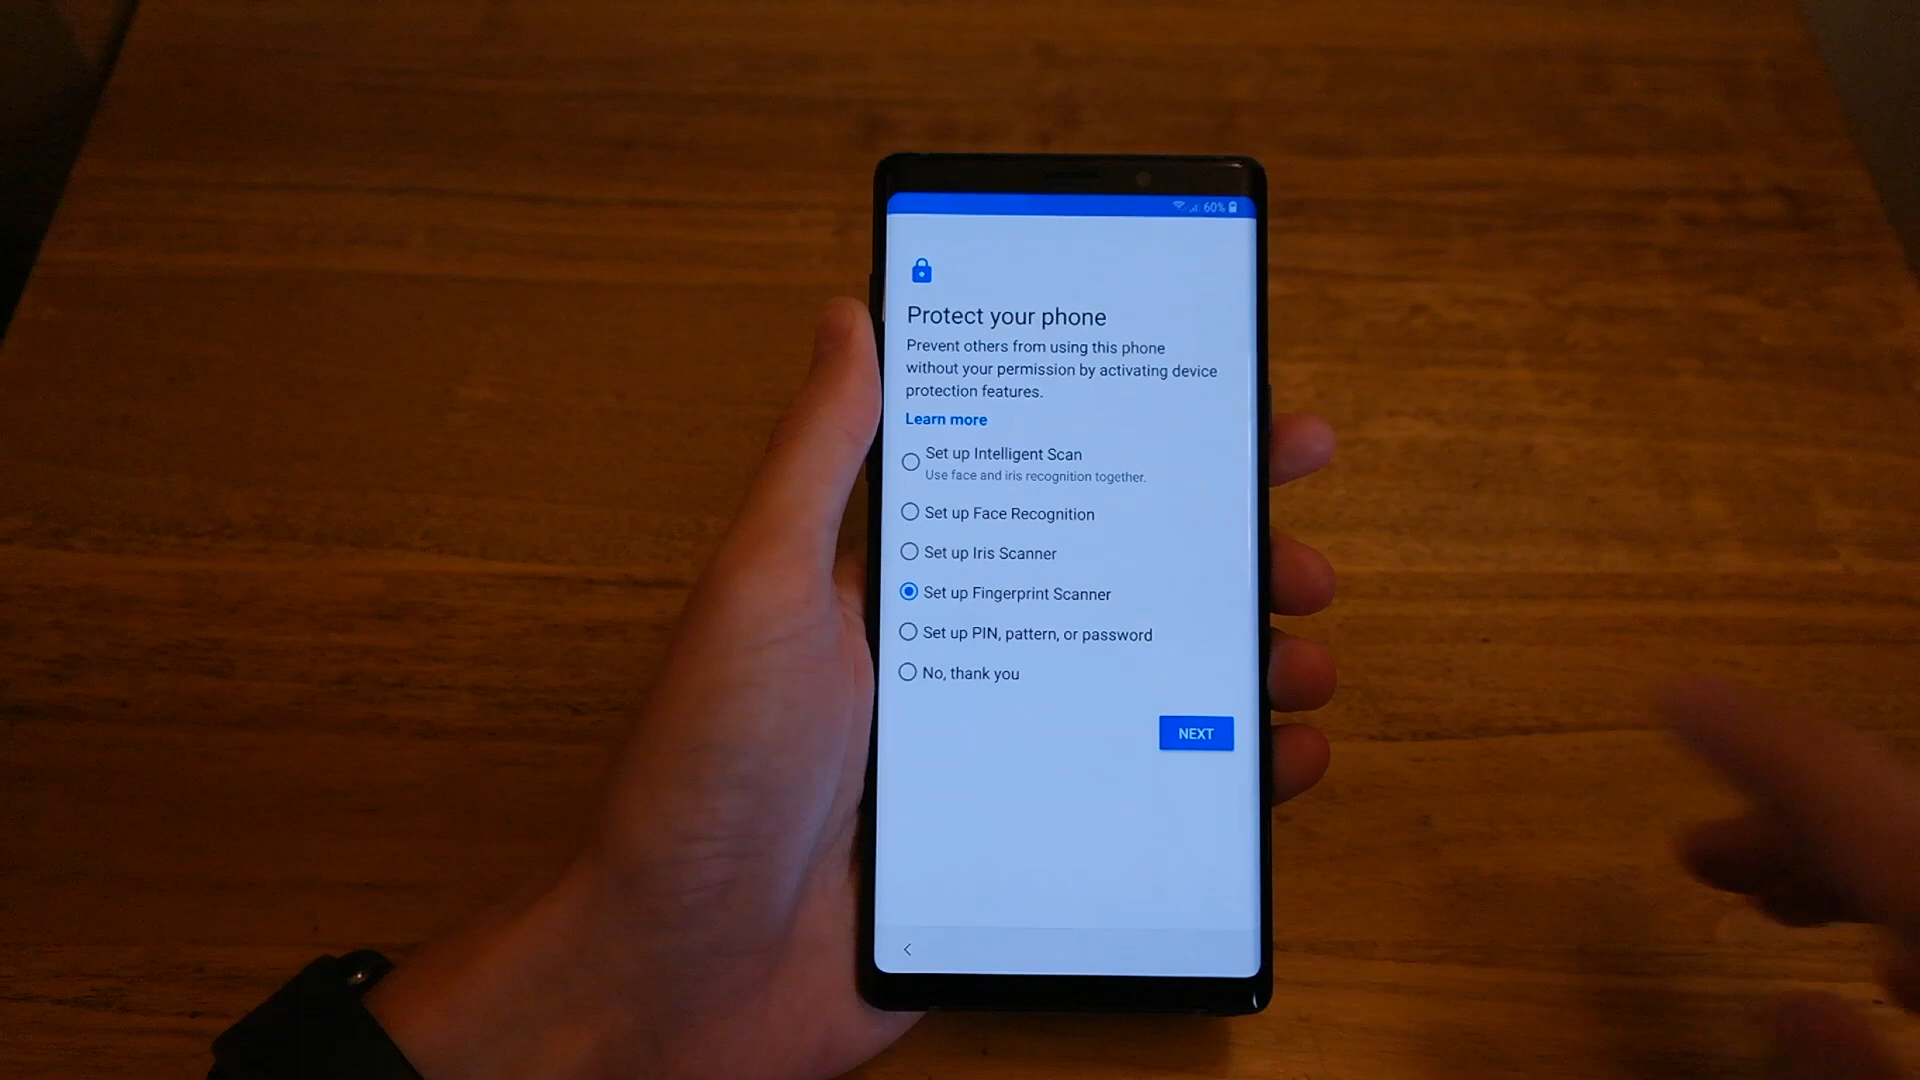 60%
Protect your phone
Prevent others from using this phone
without your permission by activating device
protection features.
Learn more
Set up Intelligent Scan
Use face and iris recognition together.
Set up Face Recognition
Set up Iris Scanner
Set up Fingerprint Scanner
Set up PIN, pattern, or password
No, thank you
NEXT